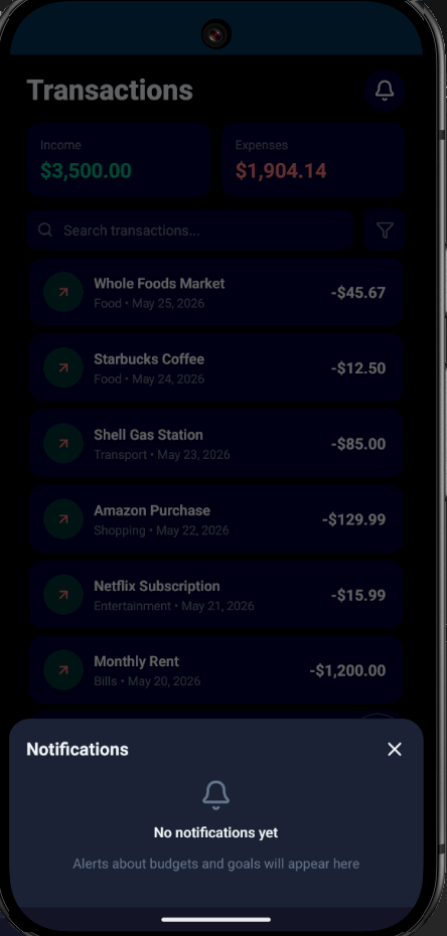 Transactions
Income
$3,500.00
Expenses
$1,904.14
Search transactions...
Whole Foods Market
Food • May 25, 2026
-$45.67
Starbucks Coffee
Food • May 24, 2026
-$12.50
Shell Gas Station
Transport • May 23, 2026
-$85.00
Amazon Purchase
Shopping • May 22, 2026
-$129.99
Netflix Subscription
Entertainment • May 21, 2026
-$15.99
Monthly Rent
Bills • May 20, 2026
-$1,200.00
Notifications
No notifications yet
Alerts about budgets and goals will appear here